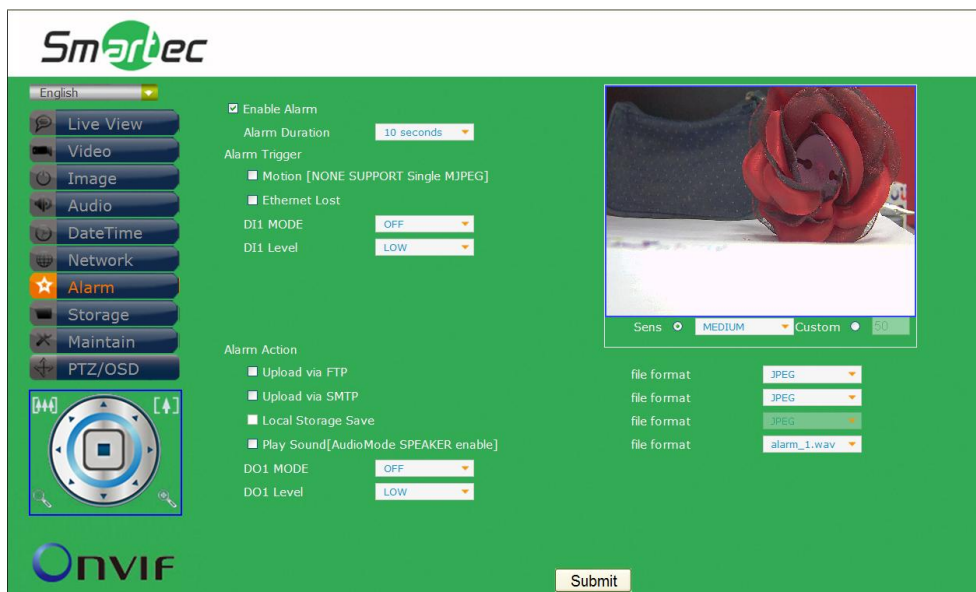 Smartec
English
Live View
Video
Image
Audio
DateTime
Network
Alarm
Storage
Maintain
PTZ/OSD
Enable Alarm
Alarm Duration 10 seconds
Alarm Trigger
Motion [NONE SUPPORT Single MJPEG]
Ethernet Lost
DI1 MODE OFF
DI1 Level LOW
Sens MEDIUM Custom 50
Alarm Action
Upload via FTP file format JPEG
Upload via SMTP file format JPEG
Local Storage Save file format JPEG
Play Sound[AudioMode SPEAKER enable] file format alarm_1.wav
DO1 MODE OFF
DO1 Level LOW
ONVIF
Submit